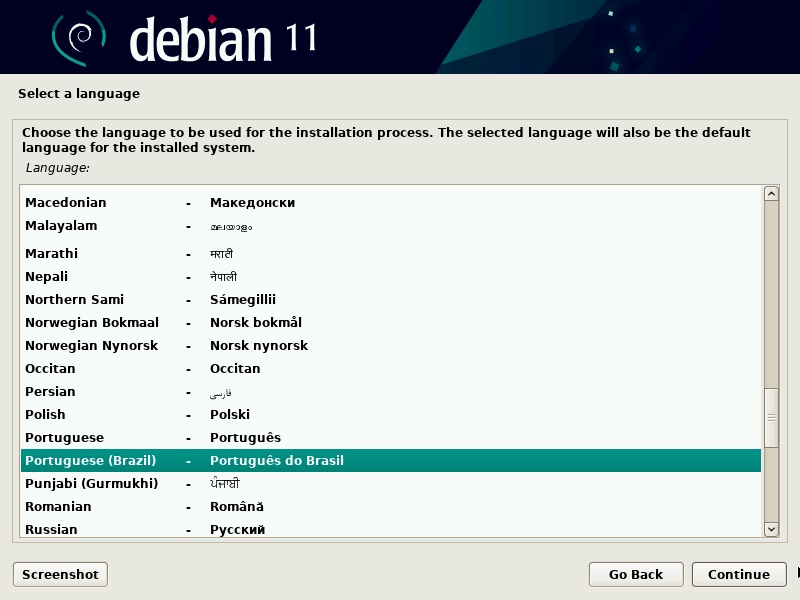 debian 11
Select a language
Choose the language to be used for the installation process. The selected language will also be the default
language for the installed system.
Language:
Macedonian - Македонски
Malayalam - മലയാളം
Marathi - मराठी
Nepali - नेपाली
Northern Sami - Sámegillii
Norwegian Bokmaal - Norsk bokmål
Norwegian Nynorsk - Norsk nynorsk
Occitan - Occitan
Persian - فارسی
Polish - Polski
Portuguese - Português
Portuguese (Brazil) - Português do Brasil
Punjabi (Gurmukhi) - ਪੰਜਾਬੀ
Romanian - Română
Russian - Русский
Screenshot Go Back Continue